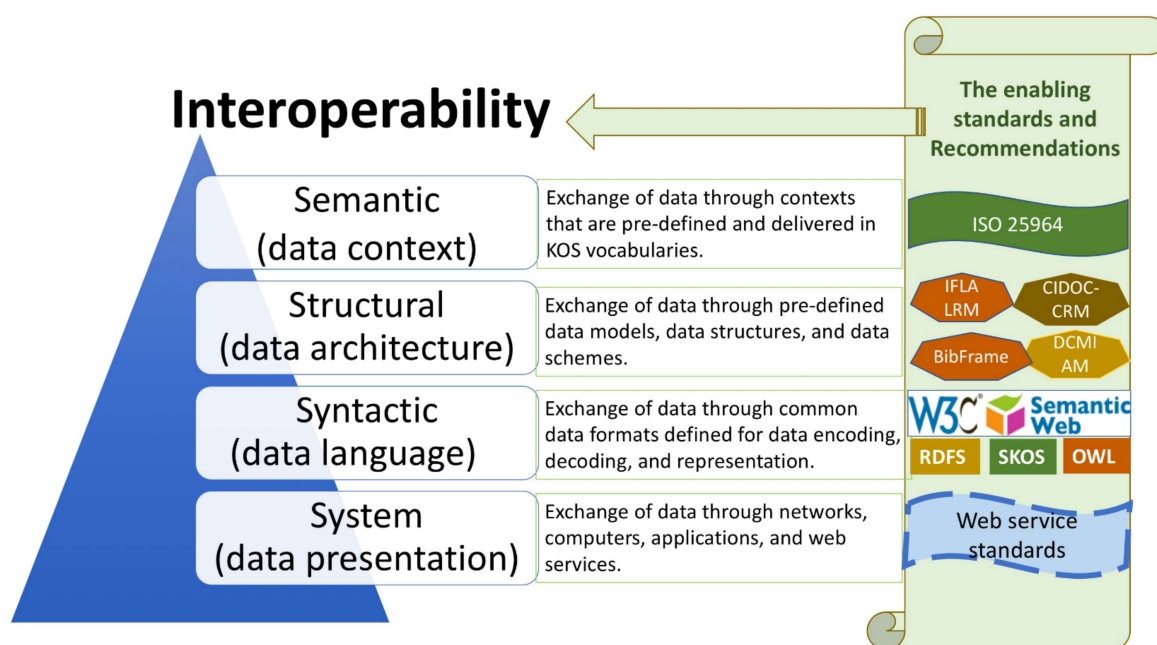 Interoperability
The enabling
standards and
Recommendations
Semantic
(data context)
Exchange of data through contexts
that are pre-defined and delivered in
KOS vocabularies.
ISO 25964
Structural
(data architecture)
Exchange of data through pre-defined
data models, data structures, and data
schemes.
IFLA
LRM
CIDOC-
CRM
BibFrame
DCMI
AM
Syntactic
(data language)
Exchange of data through common
data formats defined for data encoding,
decoding, and representation.
W3C®
Semantic
Web
RDFS
SKOS
OWL
System
(data presentation)
Exchange of data through networks,
computers, applications, and web
services.
Web service
standards